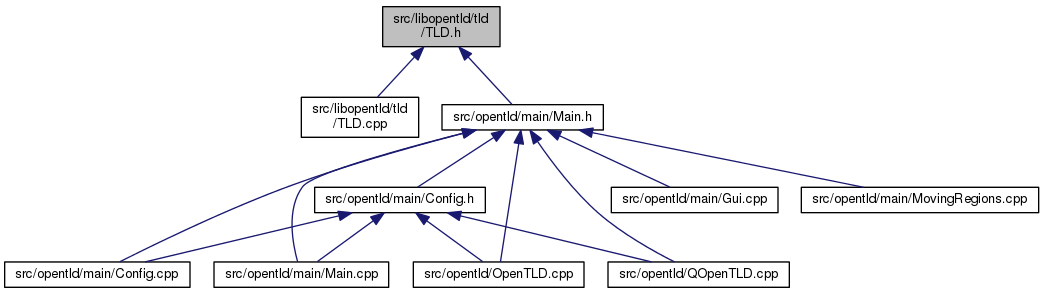 src/libopentld/tld
/TLD.h
src/libopentld/tld
/TLD.cpp
src/opentld/main/Main.h
src/opentld/main/Config.h
src/opentld/main/Gui.cpp
src/opentld/main/MovingRegions.cpp
src/opentld/main/Config.cpp
src/opentld/main/Main.cpp
src/opentld/OpenTLD.cpp
src/opentld/QOpenTLD.cpp